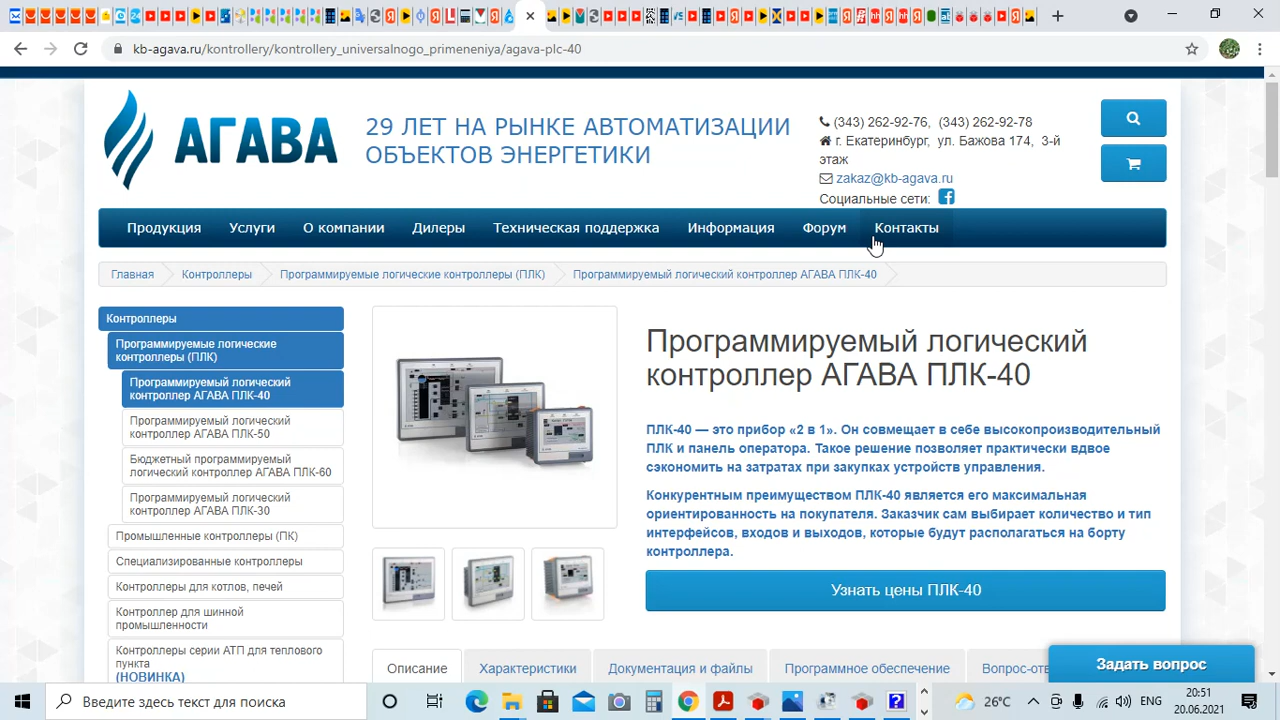 kb-agava.ru/kontrollery/kontrollery_universalnogo_primeneniya/agava-plc-40
АГАВА
29 ЛЕТ НА РЫНКЕ АВТОМАТИЗАЦИИ
ОБЪЕКТОВ ЭНЕРГЕТИКИ
(343) 262-92-76, (343) 262-92-78
г. Екатеринбург, ул. Бажова 174, 3-й
этаж
zakaz@kb-agava.ru
Социальные сети:
Продукция Услуги О компании Дилеры Техническая поддержка Информация Форум Контакты
Главная Контроллеры Программируемые логические контроллеры (ПЛК) Программируемый логический контроллер АГАВА ПЛК-40
Контроллеры
Программируемые логические
контроллеры (ПЛК)
Программируемый логический
контроллер АГАВА ПЛК-40
Программируемый логический
контроллер АГАВА ПЛК-50
Бюджетный программируемый
логический контроллер АГАВА ПЛК-60
Программируемый логический
контроллер АГАВА ПЛК-30
Промышленные контроллеры (ПК)
Специализированные контроллеры
Контроллеры для котлов, печей
Контроллер для шинной
промышленности
Контроллеры серии АТП для теплового
пункта
(НОВИНКА)
Программируемый логический
контроллер АГАВА ПЛК-40
ПЛК-40 — это прибор «2 в 1». Он совмещает в себе высокопроизводительный
ПЛК и панель оператора. Такое решение позволяет практически вдвое
сэкономить на затратах при закупках устройств управления.
Конкурентным преимуществом ПЛК-40 является его максимальная
ориентированность на покупателя. Заказчик сам выбирает количество и тип
интерфейсов, входов и выходов, которые будут располагаться на борту
контроллера.
Узнать цены ПЛК-40
Описание Характеристики Документация и файлы Программное обеспечение Вопрос-отв
Задать вопрос
Введите здесь текст для поиска
26°C
ENG
20:51
20.06.2021